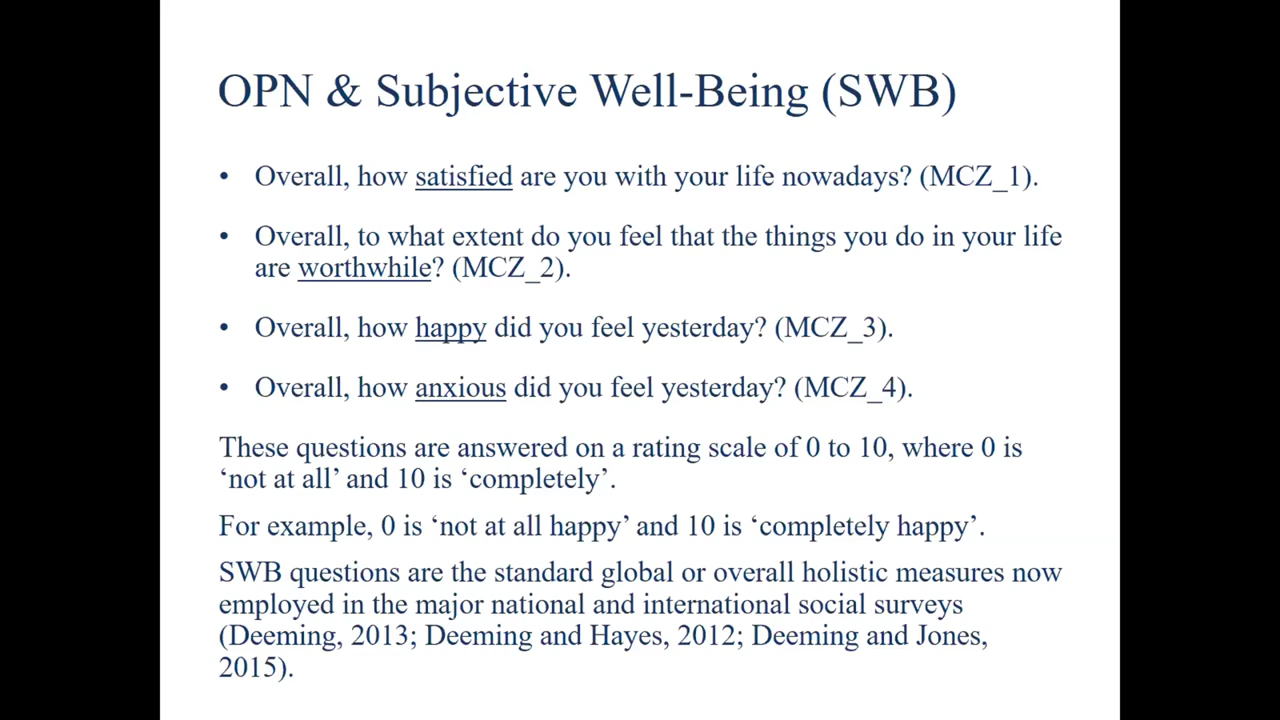 OPN & Subjective Well-Being (SWB)
• Overall, how satisfied are you with your life nowadays? (MCZ_1).
• Overall, to what extent do you feel that the things you do in your life
are worthwhile? (MCZ_2).
• Overall, how happy did you feel yesterday? (MCZ_3).
• Overall, how anxious did you feel yesterday? (MCZ_4).
These questions are answered on a rating scale of 0 to 10, where 0 is
‘not at all’ and 10 is ‘completely’.
For example, 0 is ‘not at all happy’ and 10 is ‘completely happy’.
SWB questions are the standard global or overall holistic measures now
employed in the major national and international social surveys
(Deeming, 2013; Deeming and Hayes, 2012; Deeming and Jones,
2015).